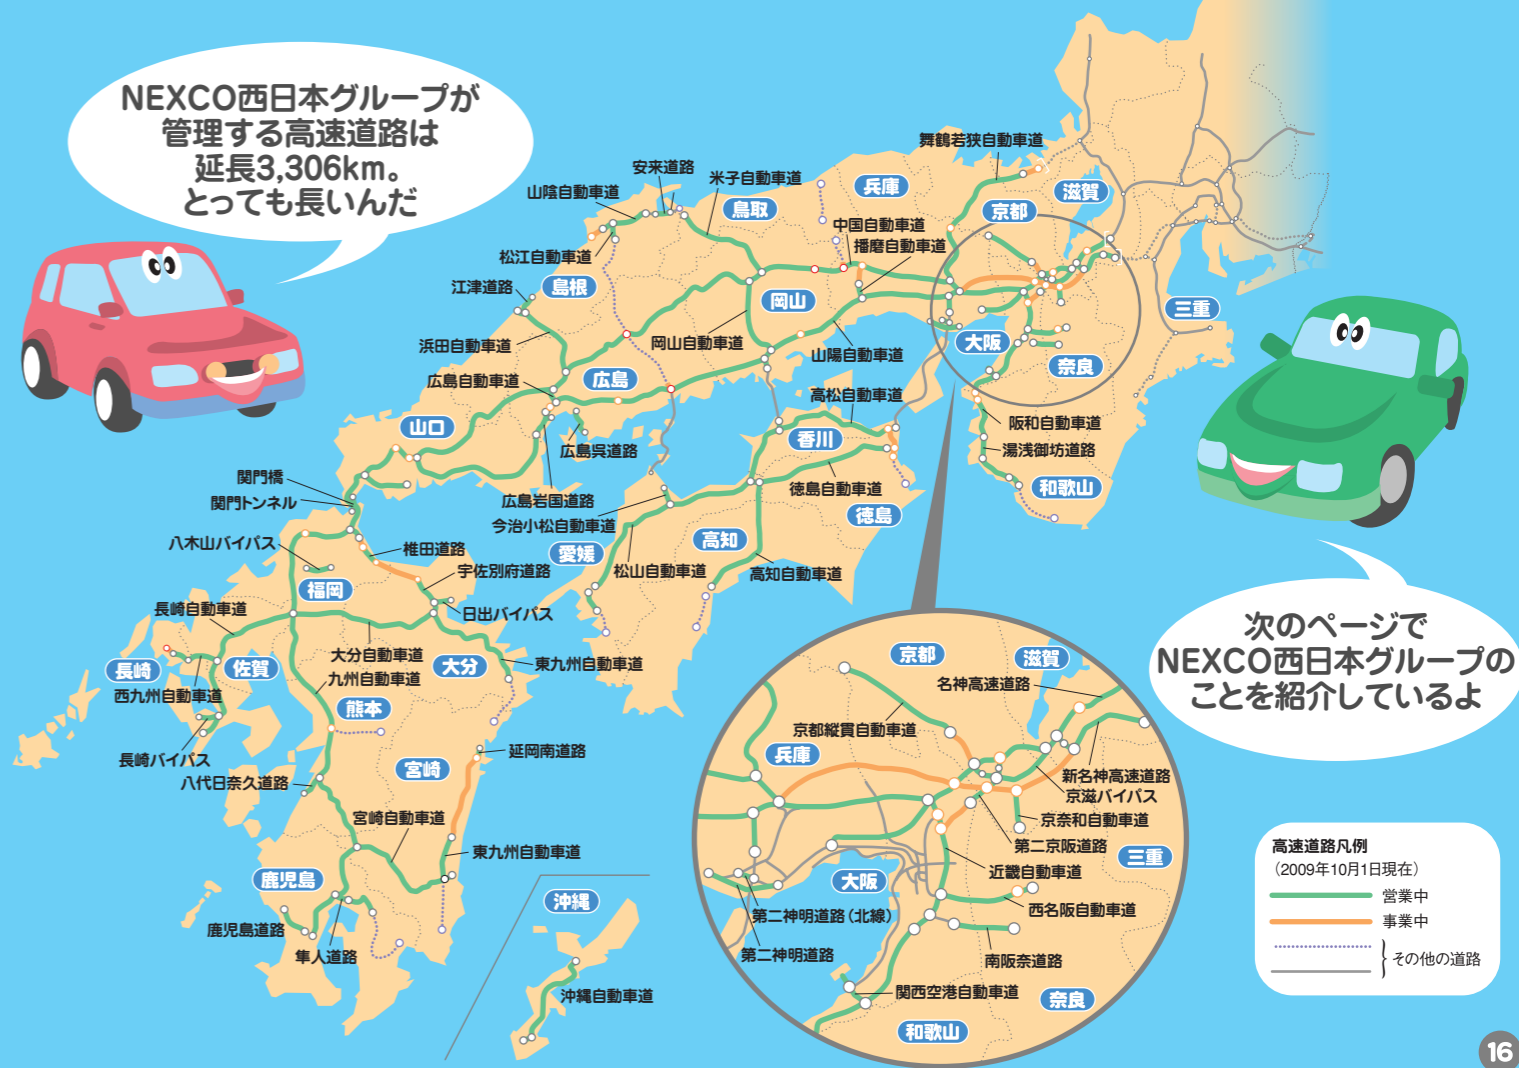 NEXCO西日本グループが
管理する高速道路は
延長3,306km。
とっても長いんだ
舞鶴若狭自動車道
安来道路
米子自動車道
山陰自動車道
兵庫
滋賀
鳥取
京都
中国自動車道
播磨自動車道
松江自動車道
江津道路
島根
岡山
三重
浜田自動車道
岡山自動車道
山陽自動車道
大阪
奈良
広島自動車道
広島
高松自動車道
阪和自動車道
山口
香川
広島呉道路
湯浅御坊道路
関門橋
関門トンネル
広島岩国道路
徳島自動車道
和歌山
今治小松自動車道
徳島
八木山バイパス
椎田道路
愛媛
高知
宇佐別府道路
松山自動車道
高知自動車道
福岡
長崎自動車道
日出バイパス
長崎
佐賀
大分自動車道
大分
東九州自動車道
西九州自動車道
九州自動車道
熊本
長崎バイパス
延岡南道路
八代日奈久道路
宮崎
宮崎自動車道
東九州自動車道
鹿児島
沖縄
鹿児島道路
隼人道路
沖縄自動車道
京都
滋賀
名神高速道路
京都縦貫自動車道
兵庫
新名神高速道路
京滋バイパス
京奈和自動車道
第二京阪道路
三重
近畿自動車道
大阪
西名阪自動車道
第二神明道路（北線）
第二神明道路
南阪奈道路
関西空港自動車道
奈良
和歌山
次のページで
NEXCO西日本グループの
ことを紹介しているよ
高速道路凡例
（2009年10月1日現在）
営業中
事業中
その他の道路
16